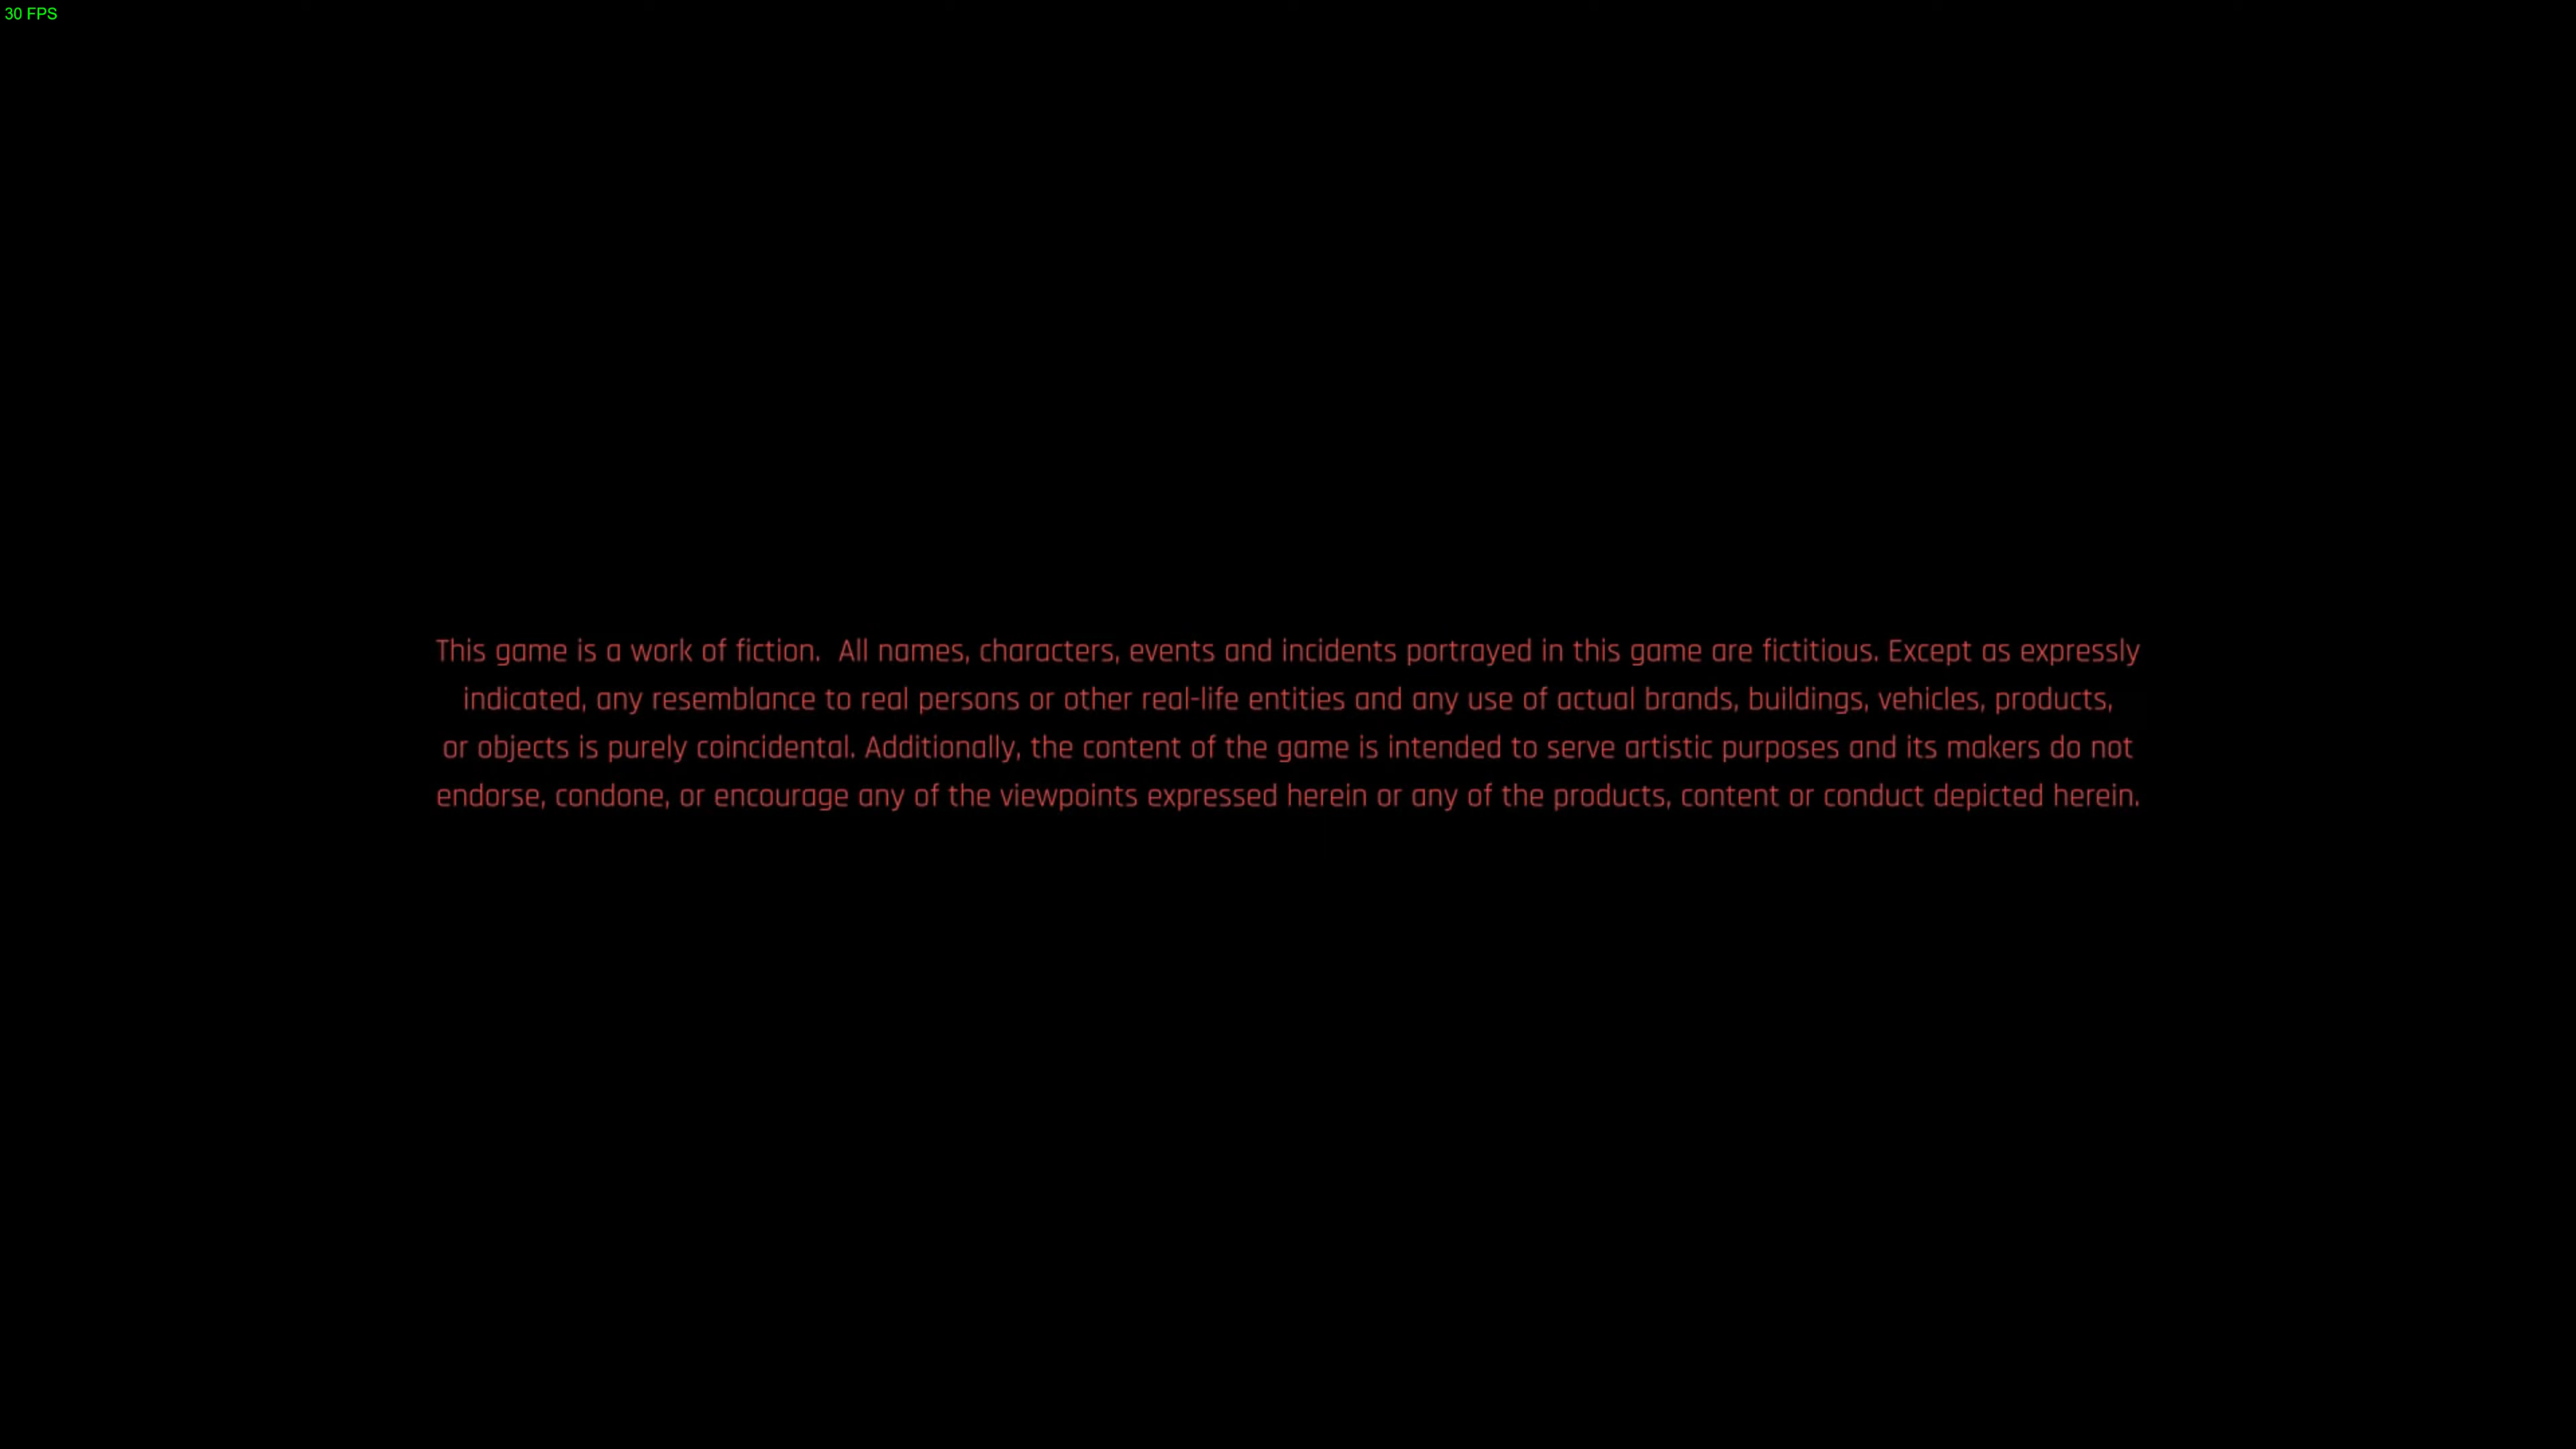 30 FPS
This game is a work of fiction.  All names, characters, events and incidents portrayed in this game are fictitious. Except as expressly
indicated, any resemblance to real persons or other real-life entities and any use of actual brands, buildings, vehicles, products,
or objects is purely coincidental. Additionally, the content of the game is intended to serve artistic purposes and its makers do not
endorse, condone, or encourage any of the viewpoints expressed herein or any of the products, content or conduct depicted herein.